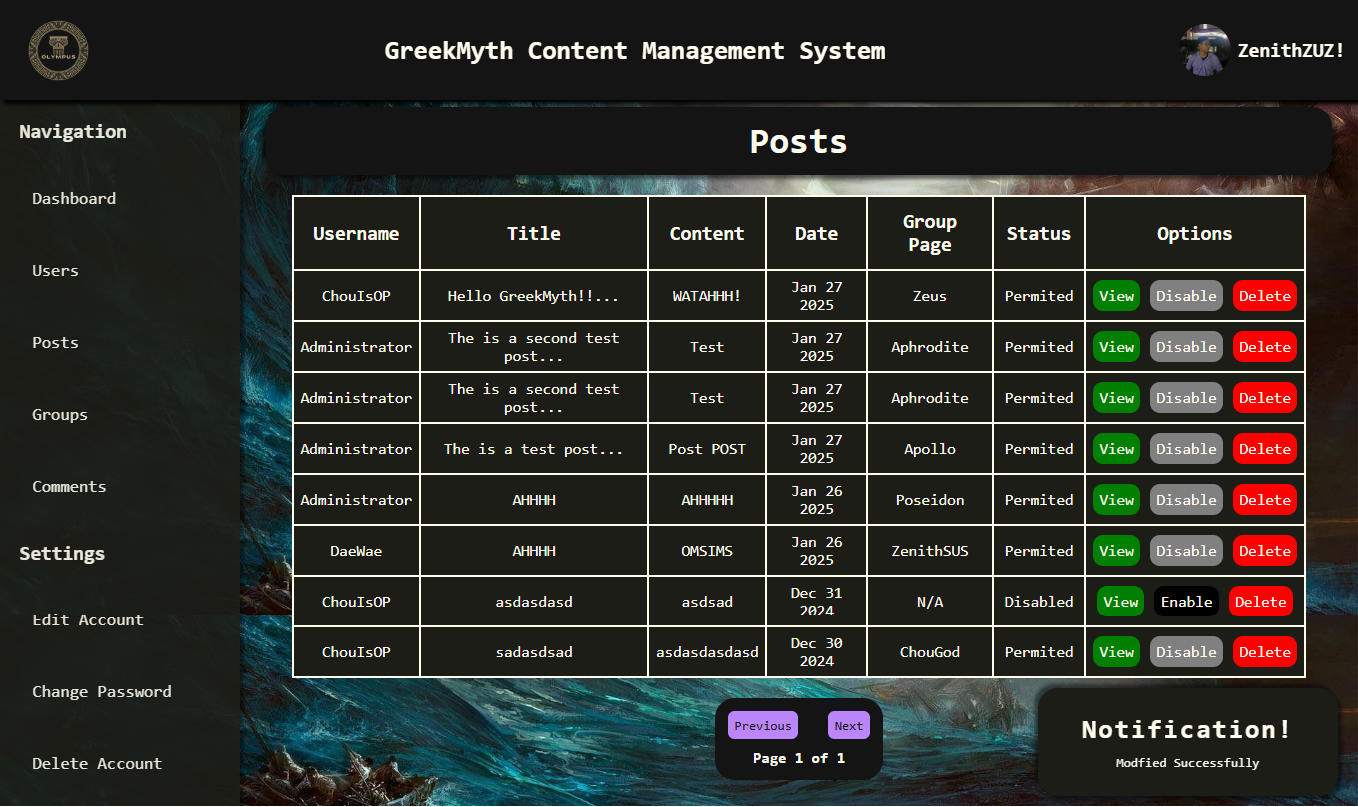 OLYMPUS
GreekMyth Content Management System
ZenithZUZ!
Navigation
Dashboard
Users
Posts
Groups
Comments
Settings
Edit Account
Change Password
Delete Account
Posts
Username Title Content Date Group Page Status Options
ChouIsOP Hello GreekMyth!!... WATAHHH! Jan 27 2025 Zeus Permited View Disable Delete
Administrator The is a second test post... Test Jan 27 2025 Aphrodite Permited View Disable Delete
Administrator The is a second test post... Test Jan 27 2025 Aphrodite Permited View Disable Delete
Administrator The is a test post... Post POST Jan 27 2025 Apollo Permited View Disable Delete
Administrator AHHHH AHHHHH Jan 26 2025 Poseidon Permited View Disable Delete
DaeWae AHHHH OMSIMS Jan 26 2025 ZenithSUS Permited View Disable Delete
ChouIsOP asdasdasd asdsad Dec 31 2024 N/A Disabled View Enable Delete
ChouIsOP sadasdsad asdasdasdasd Dec 30 2024 ChouGod Permited View Disable Delete
Previous Next
Page 1 of 1
Notification!
Modfied Successfully